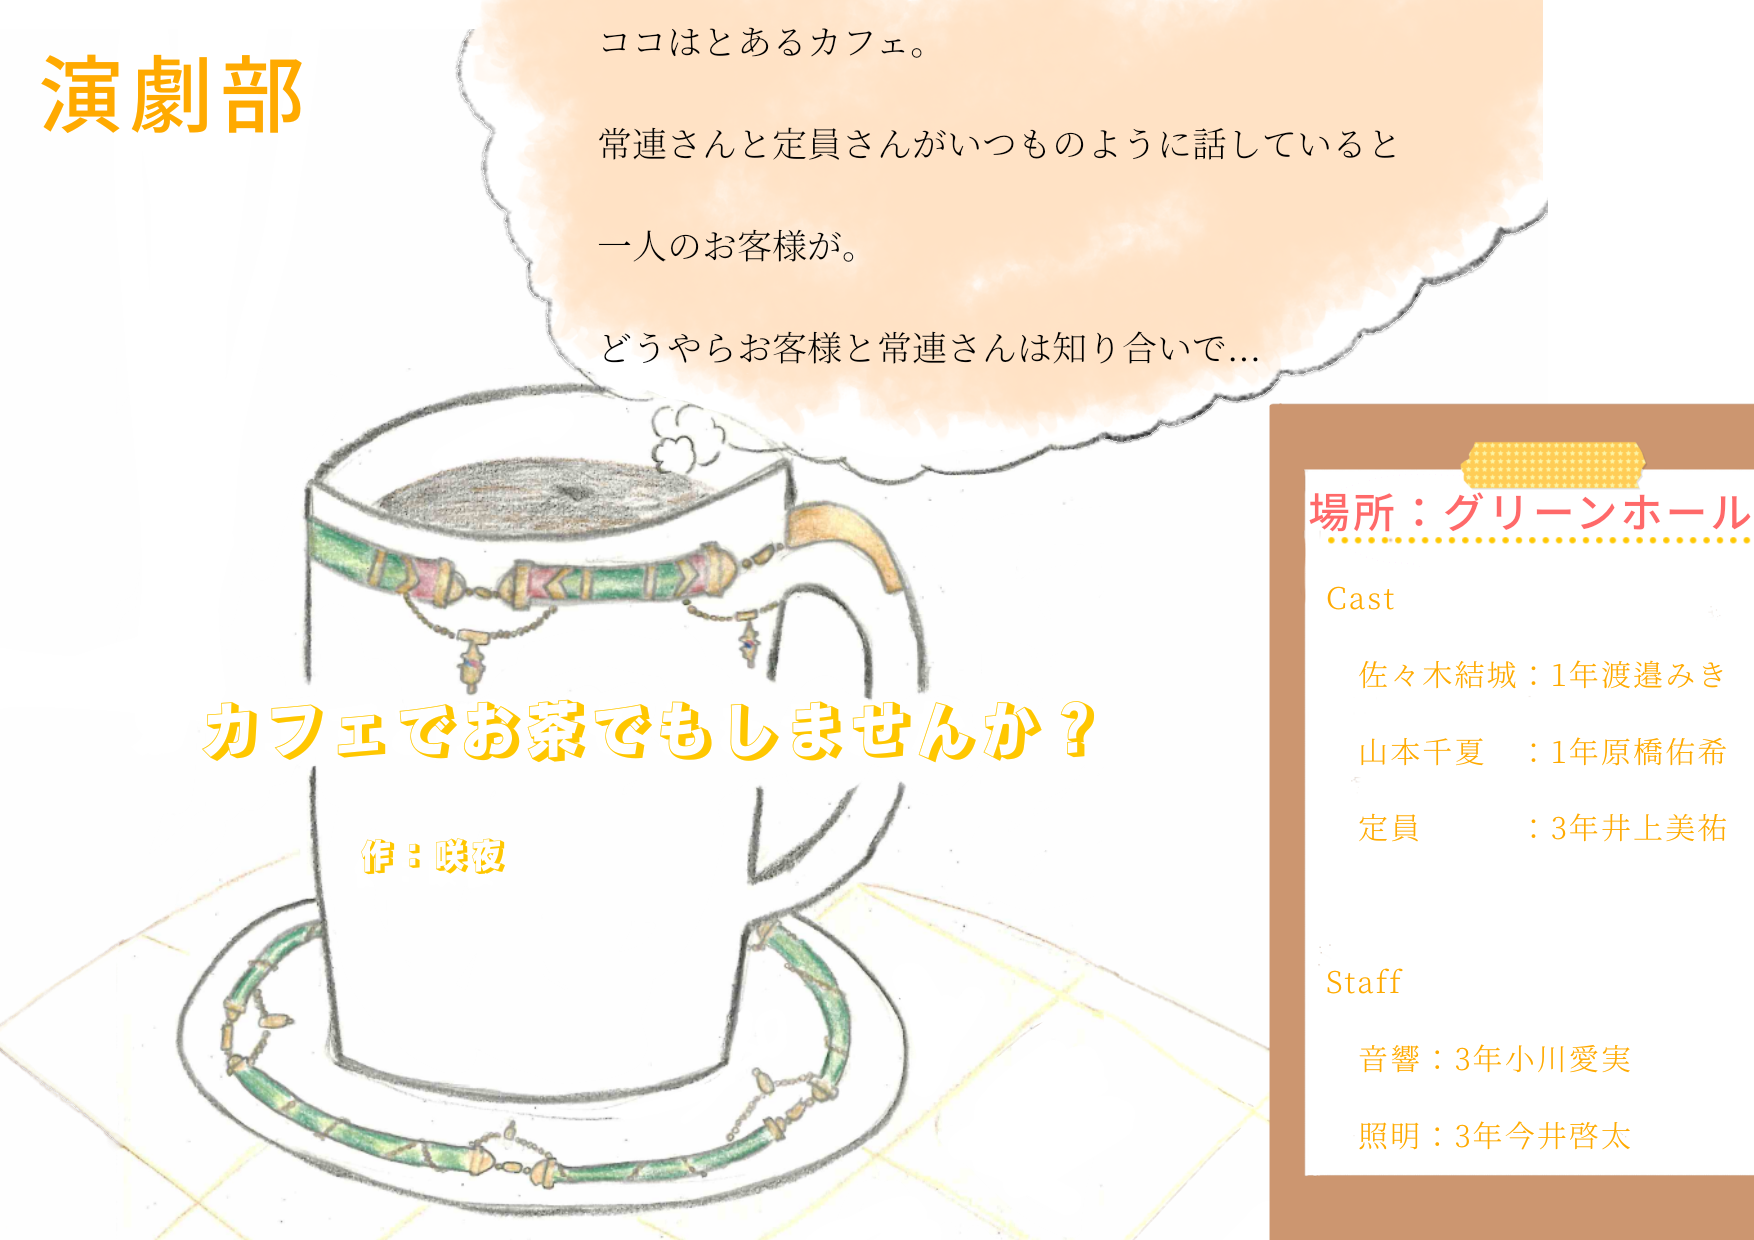 演劇部
ココはとあるカフェ。
常連さんと定員さんがいつものように話していると
一人のお客様が。
どうやらお客様と常連さんは知り合いで…
カフェでお茶でもしませんか？
作：咲夜
場所：グリーンホール
Cast
佐々木結城：1年渡邉みき
山本千夏　：1年原橋佑希
定員　　　：3年井上美祐
Staff
音響：3年小川愛実
照明：3年今井啓太